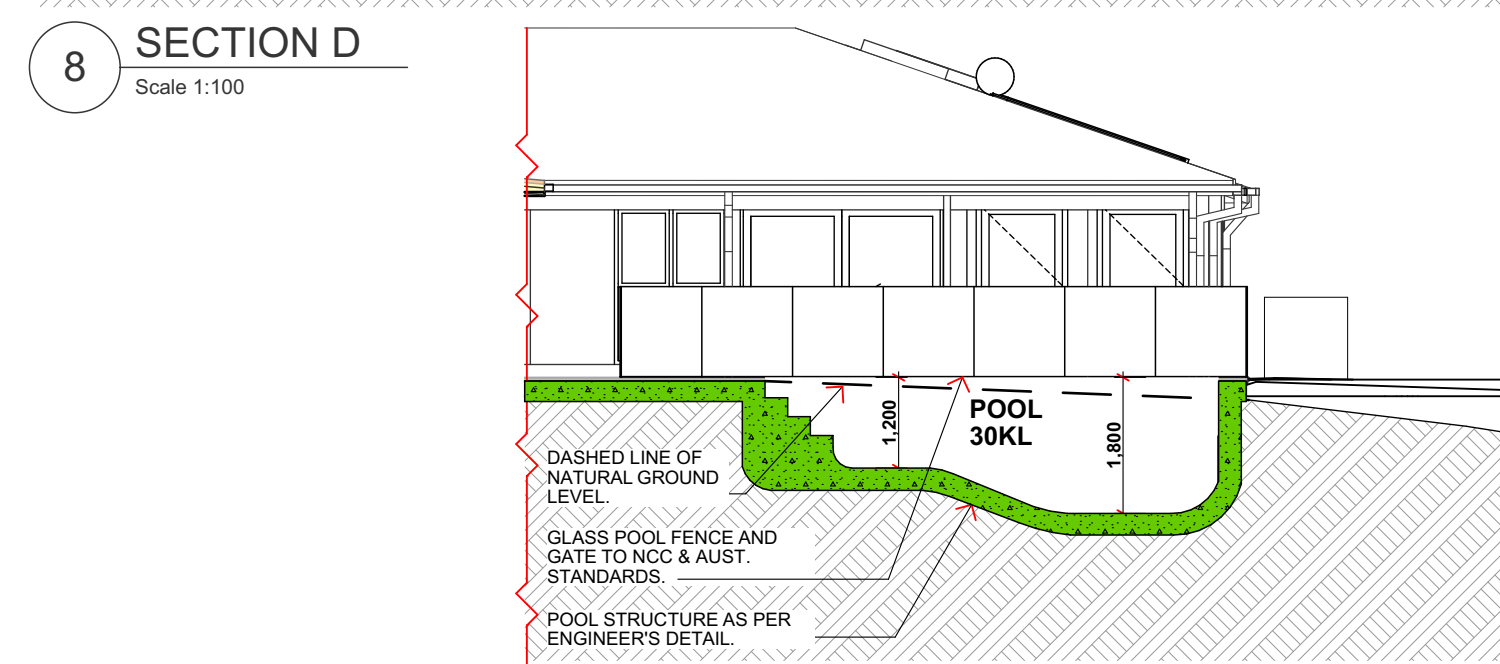 8
SECTION D
Scale 1:100
1,200
POOL
30KL
1,800
DASHED LINE OF
NATURAL GROUND
LEVEL.
GLASS POOL FENCE AND
GATE TO NCC & AUST.
STANDARDS.
POOL STRUCTURE AS PER
ENGINEER'S DETAIL.